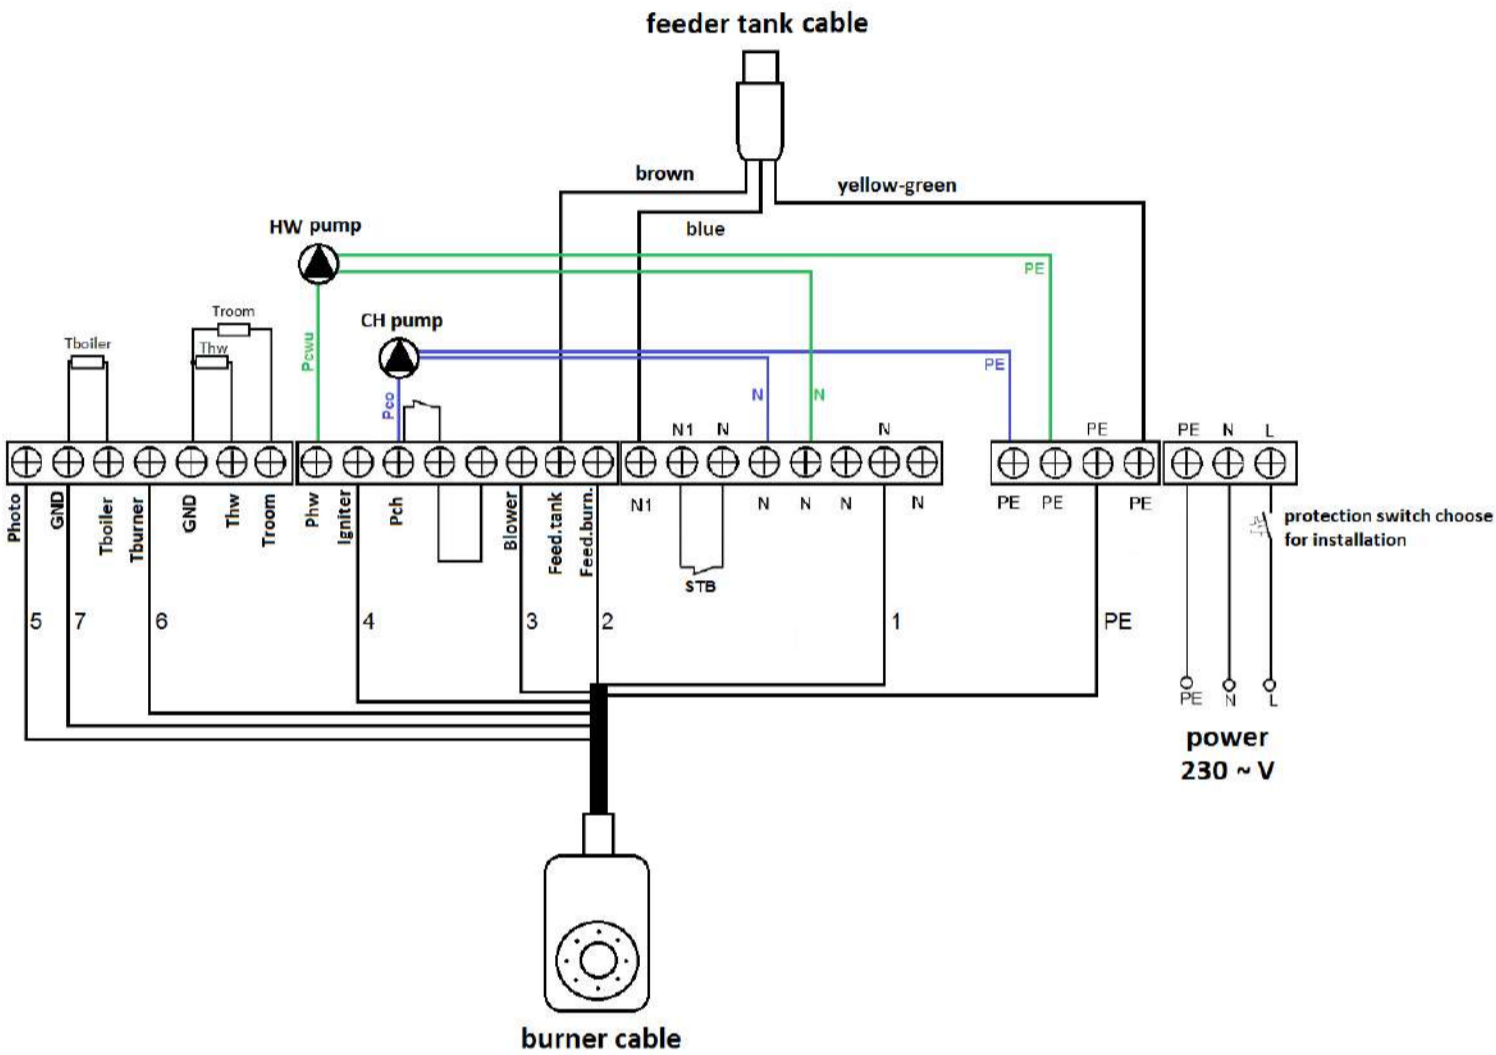 feeder tank cable
brown
yellow-green
blue
HW pump
PE
Troom
CH pump
Thw
Tboiler
Pcwu
PE
Pco
N
N
N1 N N PE PE N L
Photo
GND
Tboiler
Tburner
GND
Thw
Troom
Phw
Igniter
Pch
Blower
Feed.tank
Feed.burn.
N1
N
N
N
N
PE
PE
PE
protection switch choose
for installation
STB
5
7
6
4
3
2
1
PE
PE
N
L
power
230 ~ V
burner cable